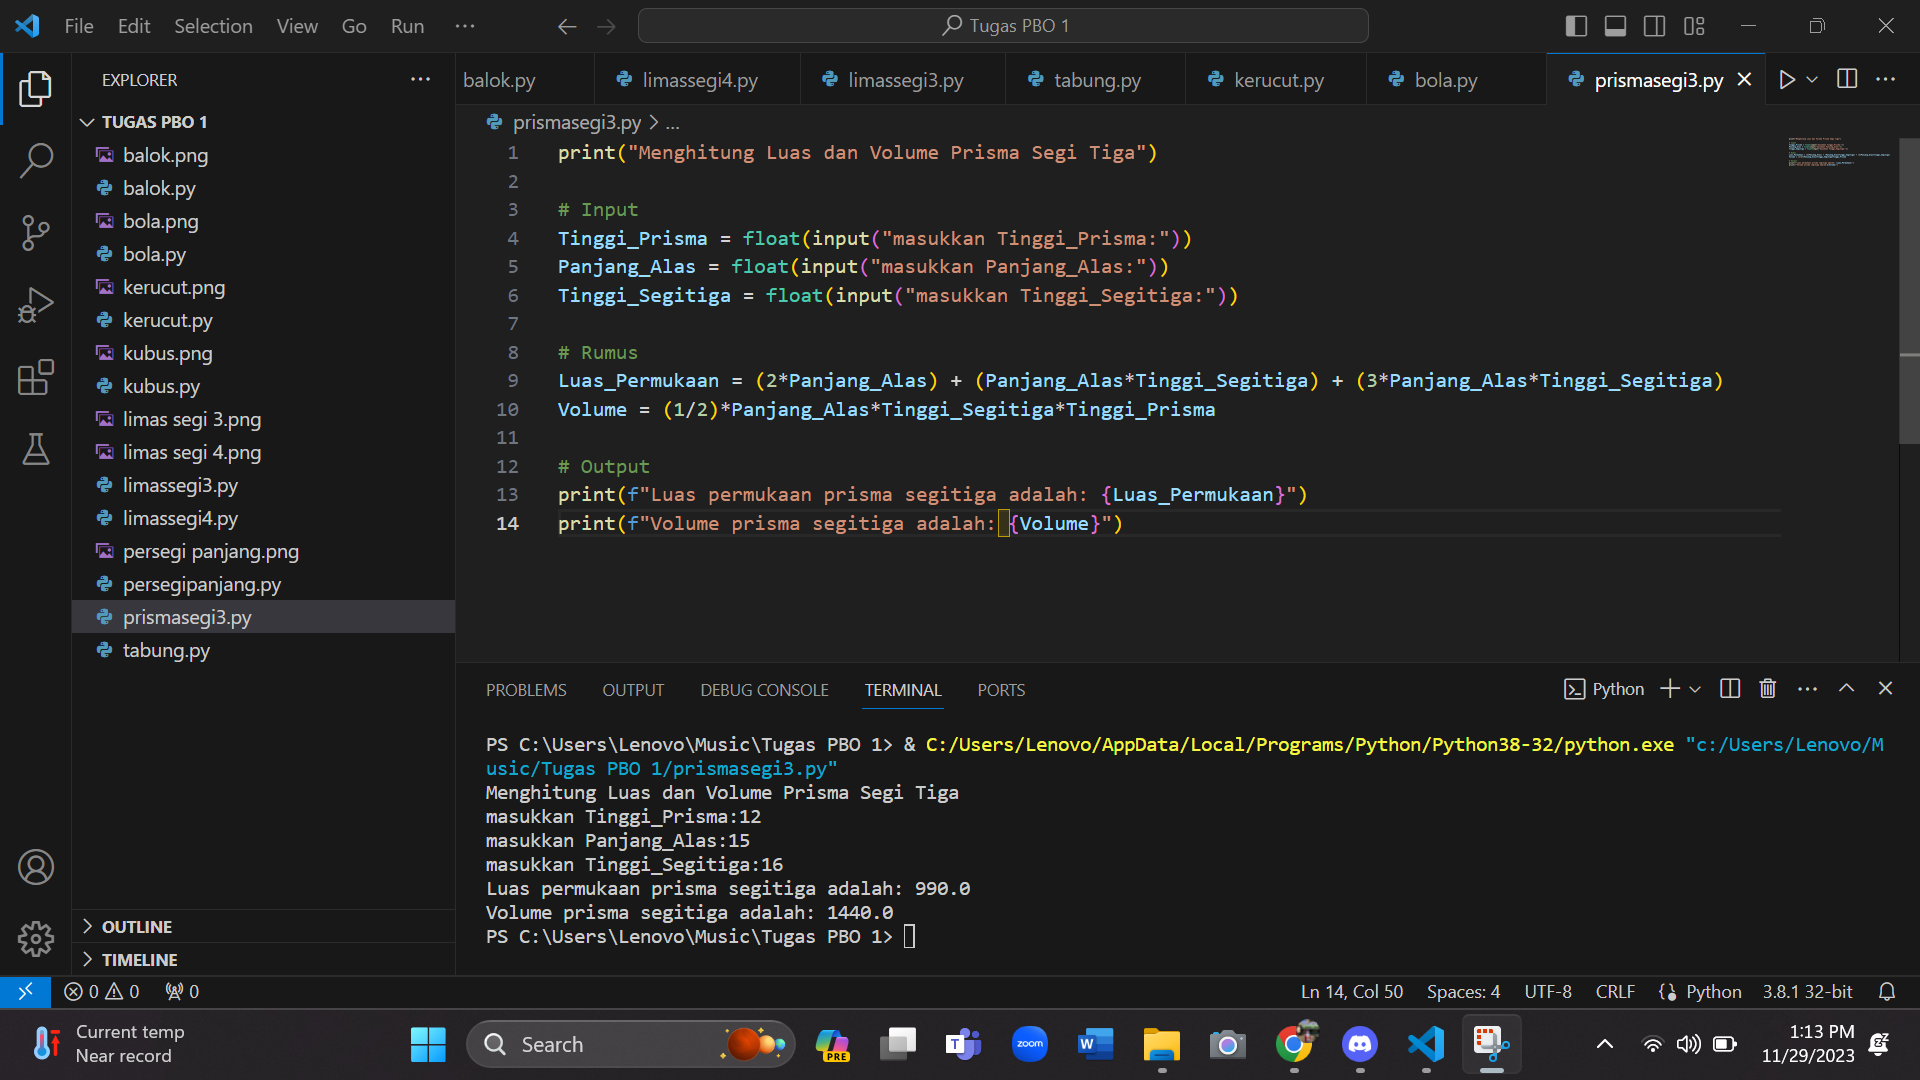 File Edit Selection View Go Run ···
Tugas PBO 1
EXPLORER
TUGAS PBO 1
balok.png
balok.py
bola.png
bola.py
kerucut.png
kerucut.py
kubus.png
kubus.py
limas segi 3.png
limas segi 4.png
limassegi3.py
limassegi4.py
persegi panjang.png
persegipanjang.py
prismasegi3.py
tabung.py
OUTLINE
TIMELINE
balok.py limassegi4.py limassegi3.py tabung.py kerucut.py bola.py prismasegi3.py
prismasegi3.py > ...
1 print("Menghitung Luas dan Volume Prisma Segi Tiga")
2
3 # Input
4 Tinggi_Prisma = float(input("masukkan Tinggi_Prisma:"))
5 Panjang_Alas = float(input("masukkan Panjang_Alas:"))
6 Tinggi_Segitiga = float(input("masukkan Tinggi_Segitiga:"))
7
8 # Rumus
9 Luas_Permukaan = (2*Panjang_Alas) + (Panjang_Alas*Tinggi_Segitiga) + (3*Panjang_Alas*Tinggi_Segitiga)
10 Volume = (1/2)*Panjang_Alas*Tinggi_Segitiga*Tinggi_Prisma
11
12 # Output
13 print(f"Luas permukaan prisma segitiga adalah: {Luas_Permukaan}")
14 print(f"Volume prisma segitiga adalah: {Volume}")
PROBLEMS OUTPUT DEBUG CONSOLE TERMINAL PORTS
Python
PS C:\Users\Lenovo\Music\Tugas PBO 1> & C:/Users/Lenovo/AppData/Local/Programs/Python/Python38-32/python.exe "c:/Users/Lenovo/M
usic/Tugas PBO 1/prismasegi3.py"
Menghitung Luas dan Volume Prisma Segi Tiga
masukkan Tinggi_Prisma:12
masukkan Panjang_Alas:15
masukkan Tinggi_Segitiga:16
Luas permukaan prisma segitiga adalah: 990.0
Volume prisma segitiga adalah: 1440.0
PS C:\Users\Lenovo\Music\Tugas PBO 1>
0 0 0
Ln 14, Col 50 Spaces: 4 UTF-8 CRLF Python 3.8.1 32-bit
Current temp
Near record
Search
PRE
T
zoom
W
1:13 PM
11/29/2023